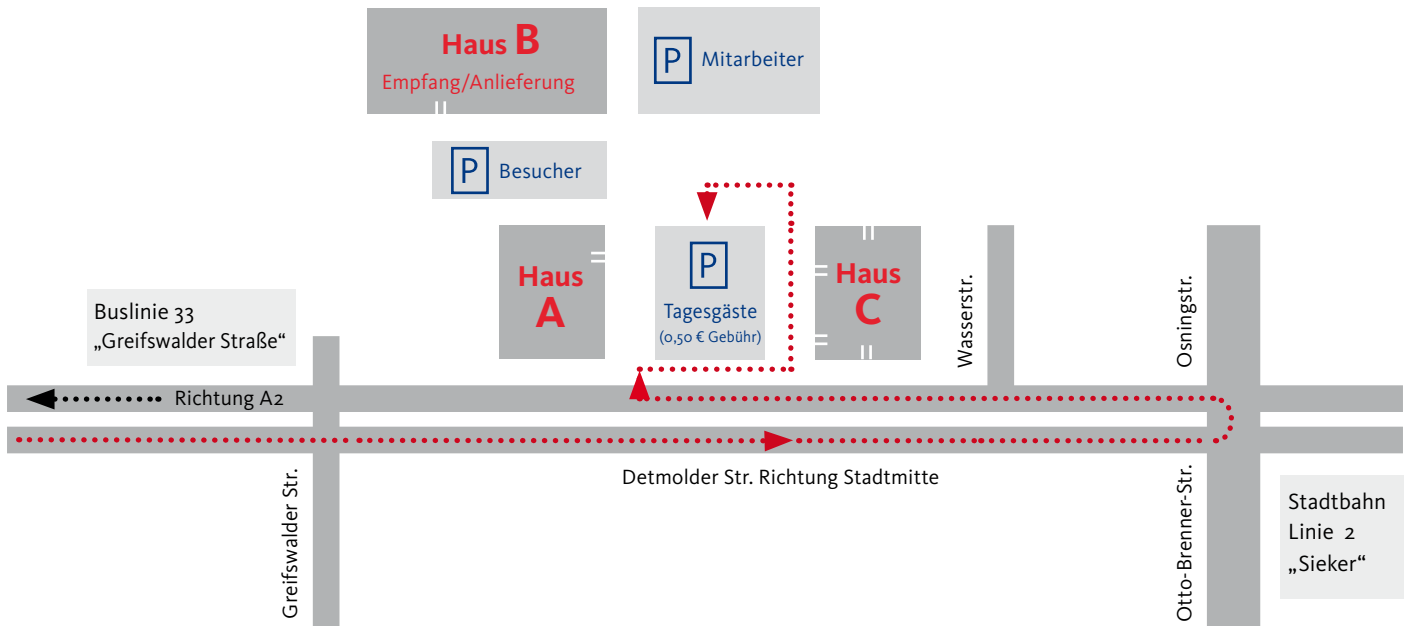 Haus B
Empfang/Anlieferung
P Mitarbeiter
P Besucher
Haus
A
P
Tagesgäste
(0,50 € Gebühr)
Haus
C
Wasserstr.
Osningstr.
Buslinie 33
„Greifswalder Straße“
Richtung A2
Detmolder Str. Richtung Stadtmitte
Greifswalder Str.
Otto-Brenner-Str.
Stadtbahn
Linie 2
„Sieker“